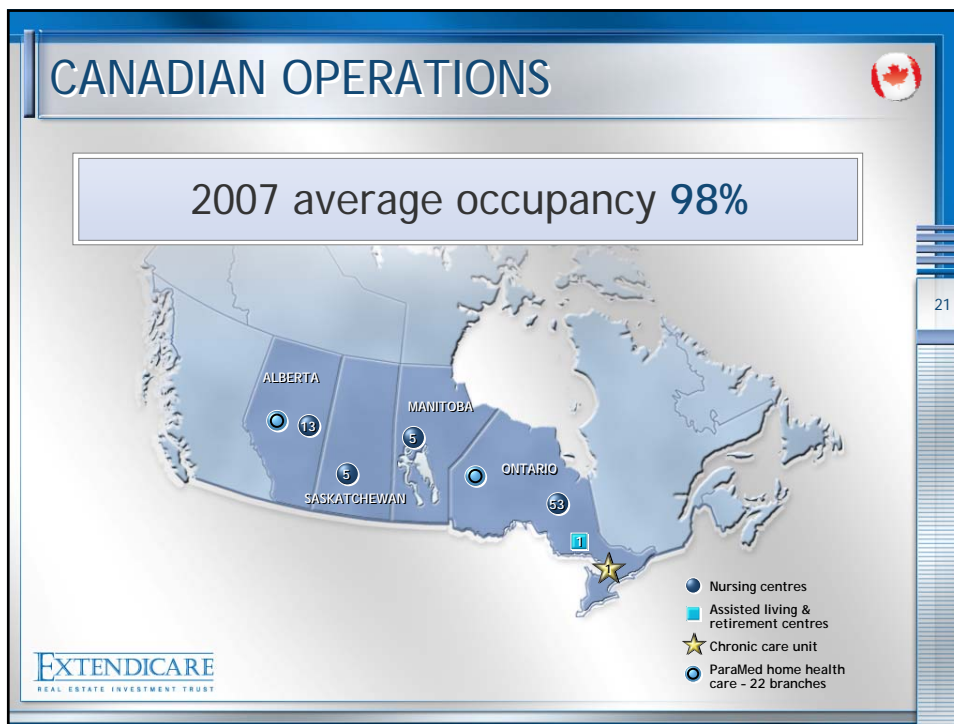 CANADIAN OPERATIONS
2007 average occupancy 98%
21
ALBERTA
13
MANITOBA
5
5
SASKATCHEWAN
ONTARIO
53
1
1
Nursing centres
Assisted living &
retirement centres
Chronic care unit
ParaMed home health
care - 22 branches
EXTENDICARE
REAL ESTATE INVESTMENT TRUST